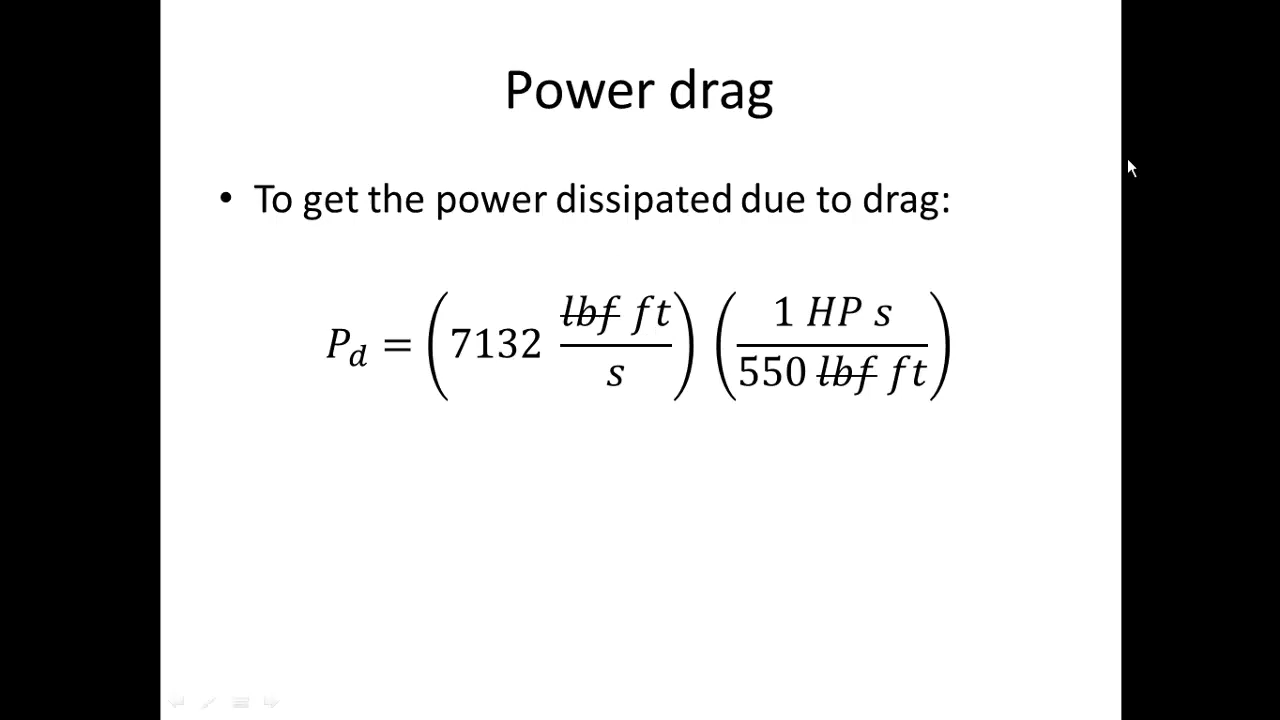 Power drag
• To get the power dissipated due to drag:
P_d = (7132 lbf ft / s) (1 HP s / 550 lbf ft)